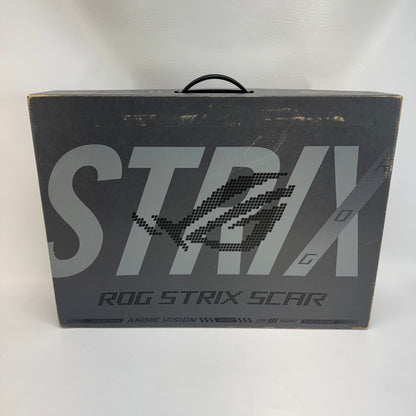 STRIX
ROG
ROG STRIX SCAR
ANIME VISION